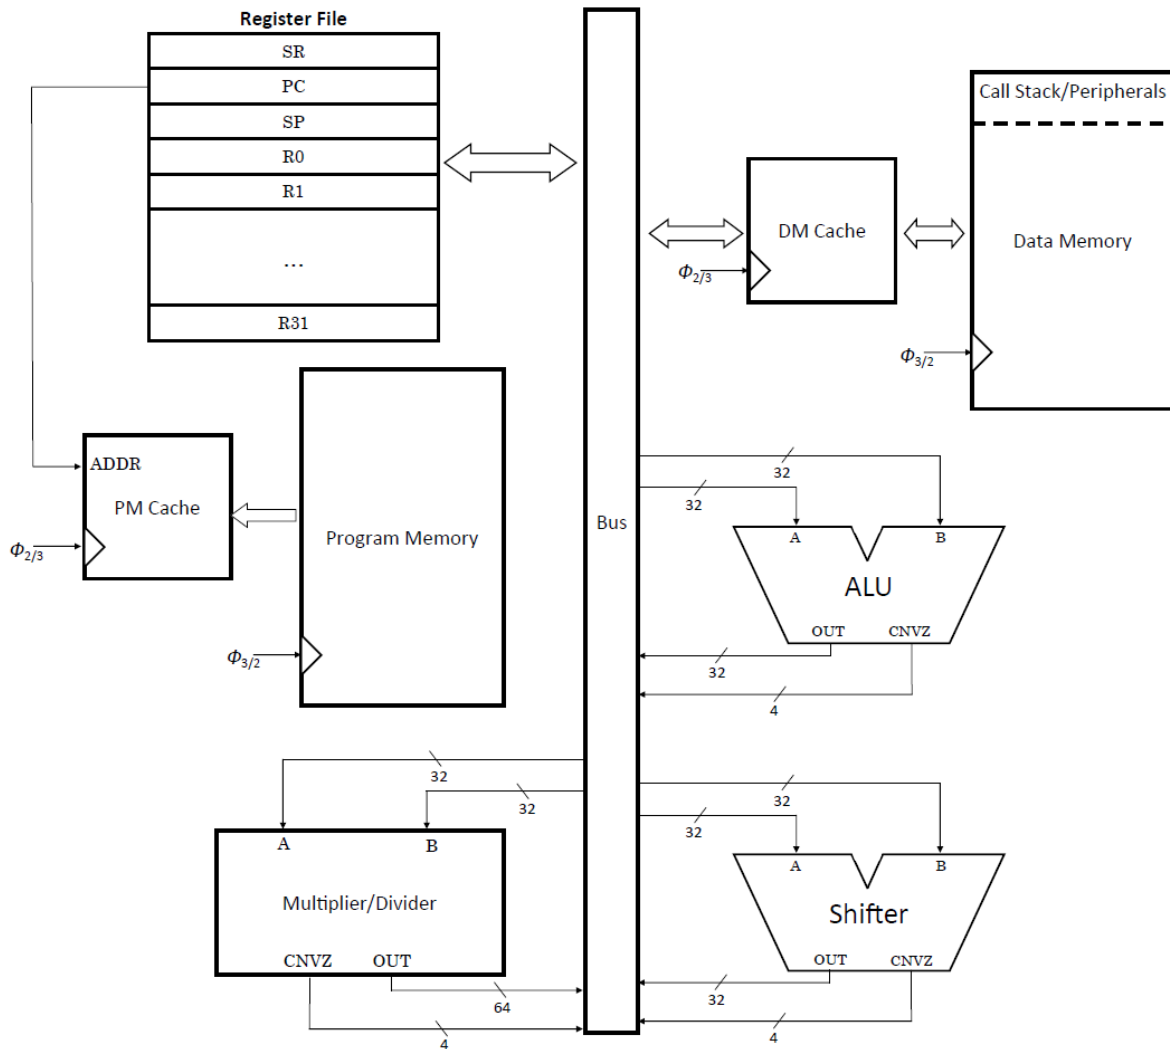 Register File
SR
PC
SP
R0
R1
...
R31
ADDR
PM Cache
Φ2/3
Program Memory
Φ3/2
Bus
DM Cache
Φ2/3
Call Stack/Peripherals
Data Memory
Φ3/2
32
32
A
B
ALU
OUT
CNVZ
32
4
32
32
A
B
Multiplier/Divider
CNVZ
OUT
64
4
32
32
A
B
Shifter
OUT
CNVZ
32
4